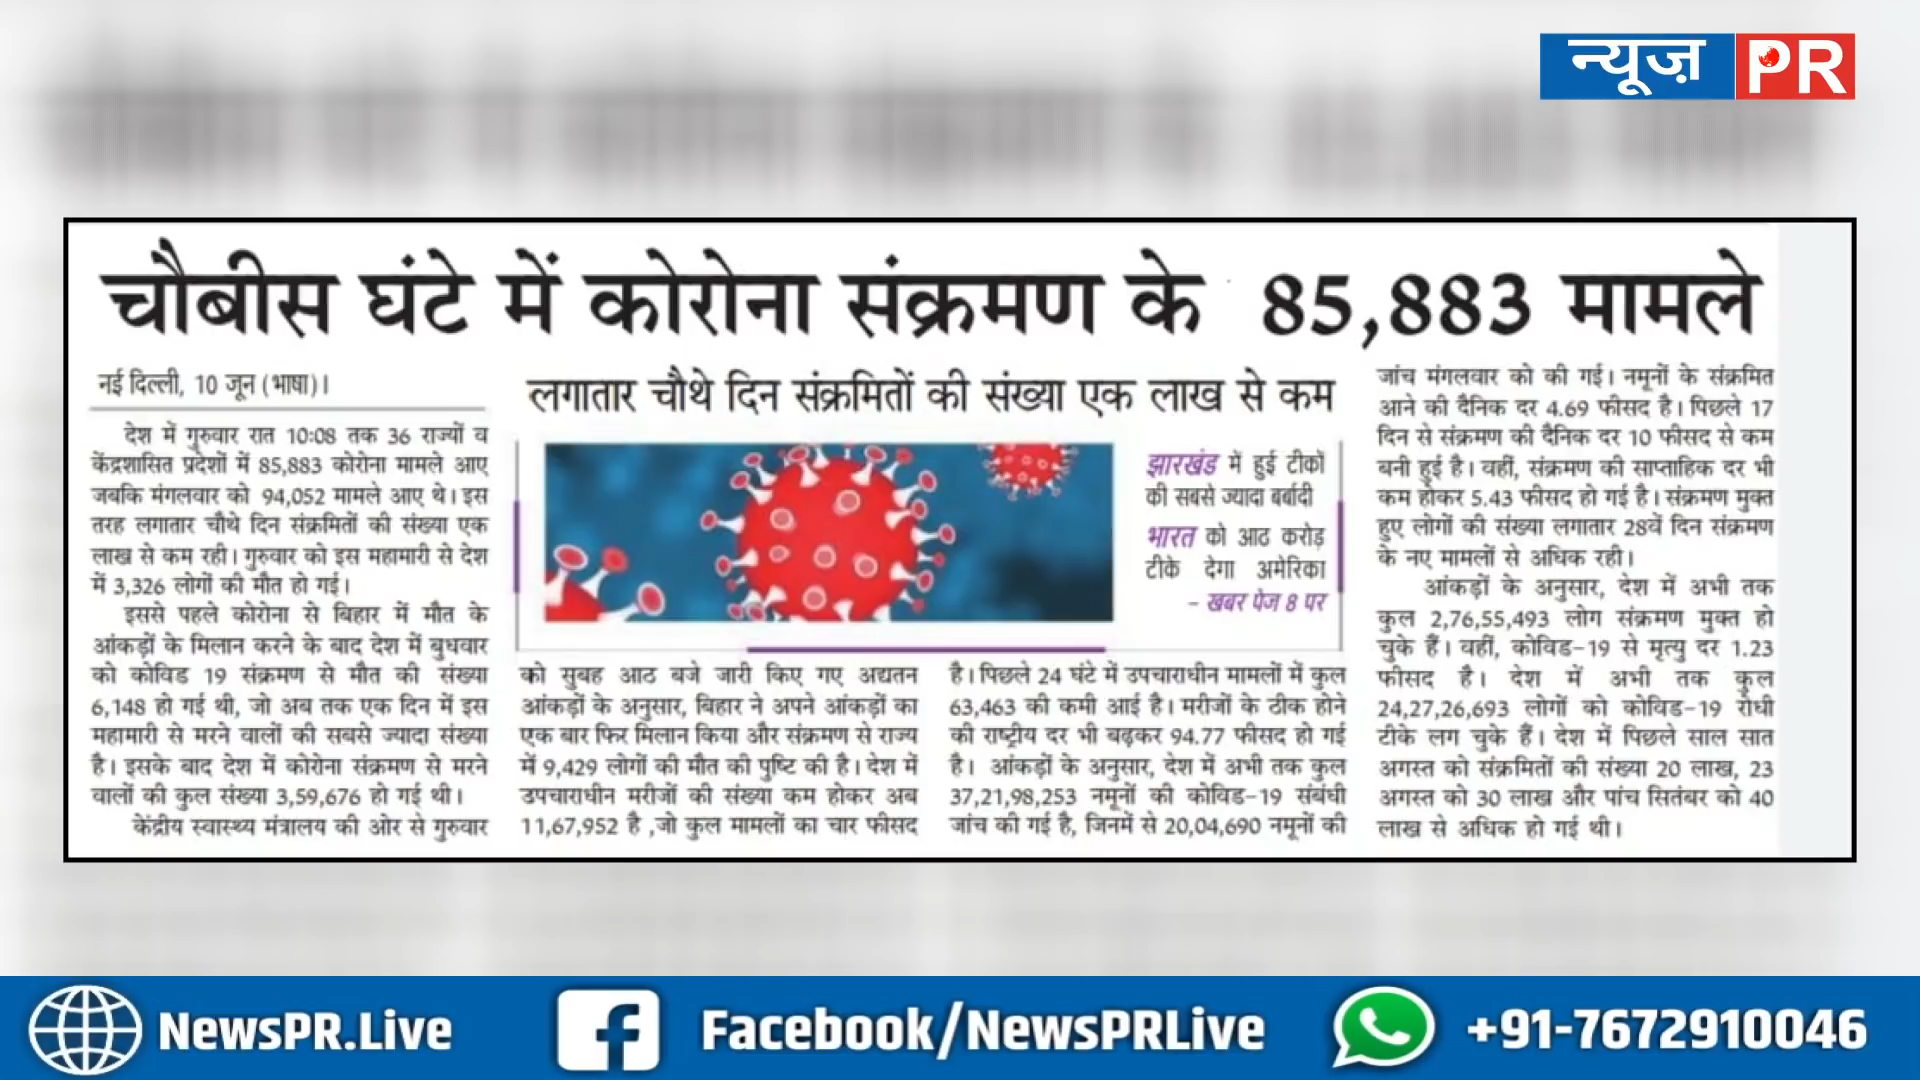 न्यूज़ PR
चौबीस घंटे में कोरोना संक्रमण के 85,883 मामले
नई दिल्ली, 10 जून (भाषा)।
देश में गुरुवार रात 10:08 तक 36 राज्यों व
केंद्रशासित प्रदेशों में 85,883 कोरोना मामले आए
जबकि मंगलवार को 94,052 मामले आए थे। इस
तरह लगातार चौथे दिन संक्रमितों की संख्या एक
लाख से कम रही। गुरुवार को इस महामारी से देश
में 3,326 लोगों की मौत हो गई।
इससे पहले कोरोना से बिहार में मौत के
आंकड़ों के मिलान करने के बाद देश में बुधवार
को कोविड 19 संक्रमण से मौत की संख्या
6,148 हो गई थी, जो अब तक एक दिन में इस
महामारी से मरने वालों की सबसे ज्यादा संख्या
है। इसके बाद देश में कोरोना संक्रमण से मरने
वालों की कुल संख्या 3,59,676 हो गई थी।
केंद्रीय स्वास्थ्य मंत्रालय की ओर से गुरुवार
लगातार चौथे दिन संक्रमितों की संख्या एक लाख से कम
झारखंड में हुई टीकों
की सबसे ज्यादा बर्बादी
भारत को आठ करोड़
टीके देगा अमेरिका
- खबर पेज 8 पर
को सुबह आठ बजे जारी किए गए अद्यतन
आंकड़ों के अनुसार, बिहार ने अपने आंकड़ों का
एक बार फिर मिलान किया और संक्रमण से राज्य
में 9,429 लोगों की मौत की पुष्टि की है। देश में
उपचाराधीन मरीजों की संख्या कम होकर अब
11,67,952 है ,जो कुल मामलों का चार फीसद
है। पिछले 24 घंटे में उपचाराधीन मामलों में कुल
63,463 की कमी आई है। मरीजों के ठीक होने
की राष्ट्रीय दर भी बढ़कर 94.77 फीसद हो गई
है। आंकड़ों के अनुसार, देश में अभी तक कुल
37,21,98,253 नमूनों की कोविड-19 संबंधी
जांच की गई है, जिनमें से 20,04,690 नमूनों की
जांच मंगलवार को की गई। नमूनों के संक्रमित
आने की दैनिक दर 4.69 फीसद है। पिछले 17
दिन से संक्रमण की दैनिक दर 10 फीसद से कम
बनी हुई है। वहीं, संक्रमण की साप्ताहिक दर भी
कम होकर 5.43 फीसद हो गई है। संक्रमण मुक्त
हुए लोगों की संख्या लगातार 28वें दिन संक्रमण
के नए मामलों से अधिक रही।
आंकड़ों के अनुसार, देश में अभी तक
कुल 2,76,55,493 लोग संक्रमण मुक्त हो
चुके हैं। वहीं, कोविड-19 से मृत्यु दर 1.23
फीसद है। देश में अभी तक कुल
24,27,26,693 लोगों को कोविड-19 रोधी
टीके लग चुके हैं। देश में पिछले साल सात
अगस्त को संक्रमितों की संख्या 20 लाख, 23
अगस्त को 30 लाख और पांच सितंबर को 40
लाख से अधिक हो गई थी।
NewsPR.Live
Facebook/NewsPRLive
+91-7672910046